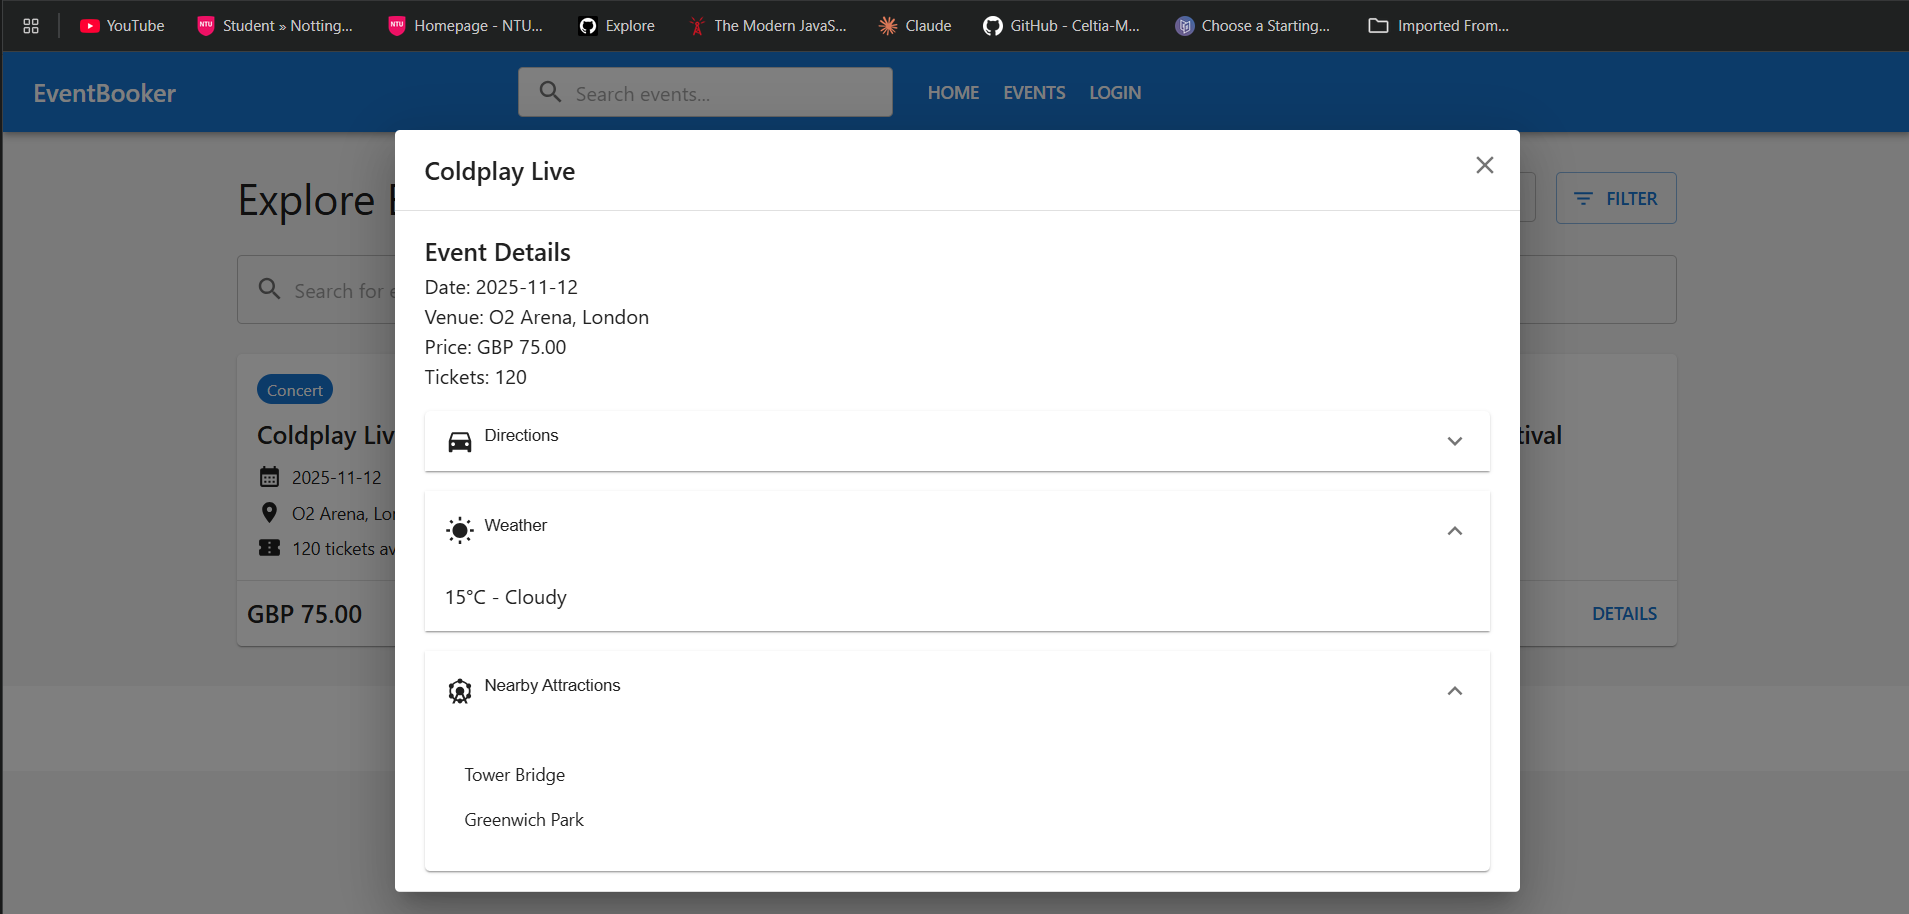 YouTube
NTU
Student » Notting...
NTU
Homepage - NTU...
Explore
The Modern JavaS...
Claude
GitHub - Celtia-M...
Choose a Starting...
Imported From...
EventBooker
Search events...
HOME
EVENTS
LOGIN
Explore
FILTER
Search for e
Concert
Coldplay Liv
2025-11-12
O2 Arena, Lon
120 tickets av
GBP 75.00
Coldplay Live
Event Details
Date: 2025-11-12
Venue: O2 Arena, London
Price: GBP 75.00
Tickets: 120
Directions
Weather
15°C - Cloudy
Nearby Attractions
Tower Bridge
Greenwich Park
tival
DETAILS